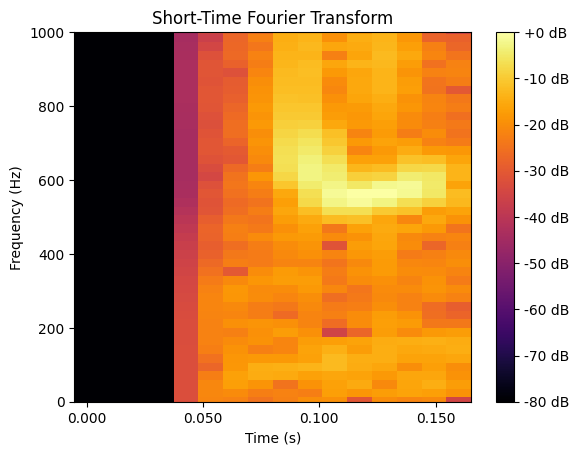 Short-Time Fourier Transform
1000
800
600
400
200
0
Frequency (Hz)
0.000
0.050
0.100
0.150
Time (s)
+0 dB
-10 dB
-20 dB
-30 dB
-40 dB
-50 dB
-60 dB
-70 dB
-80 dB